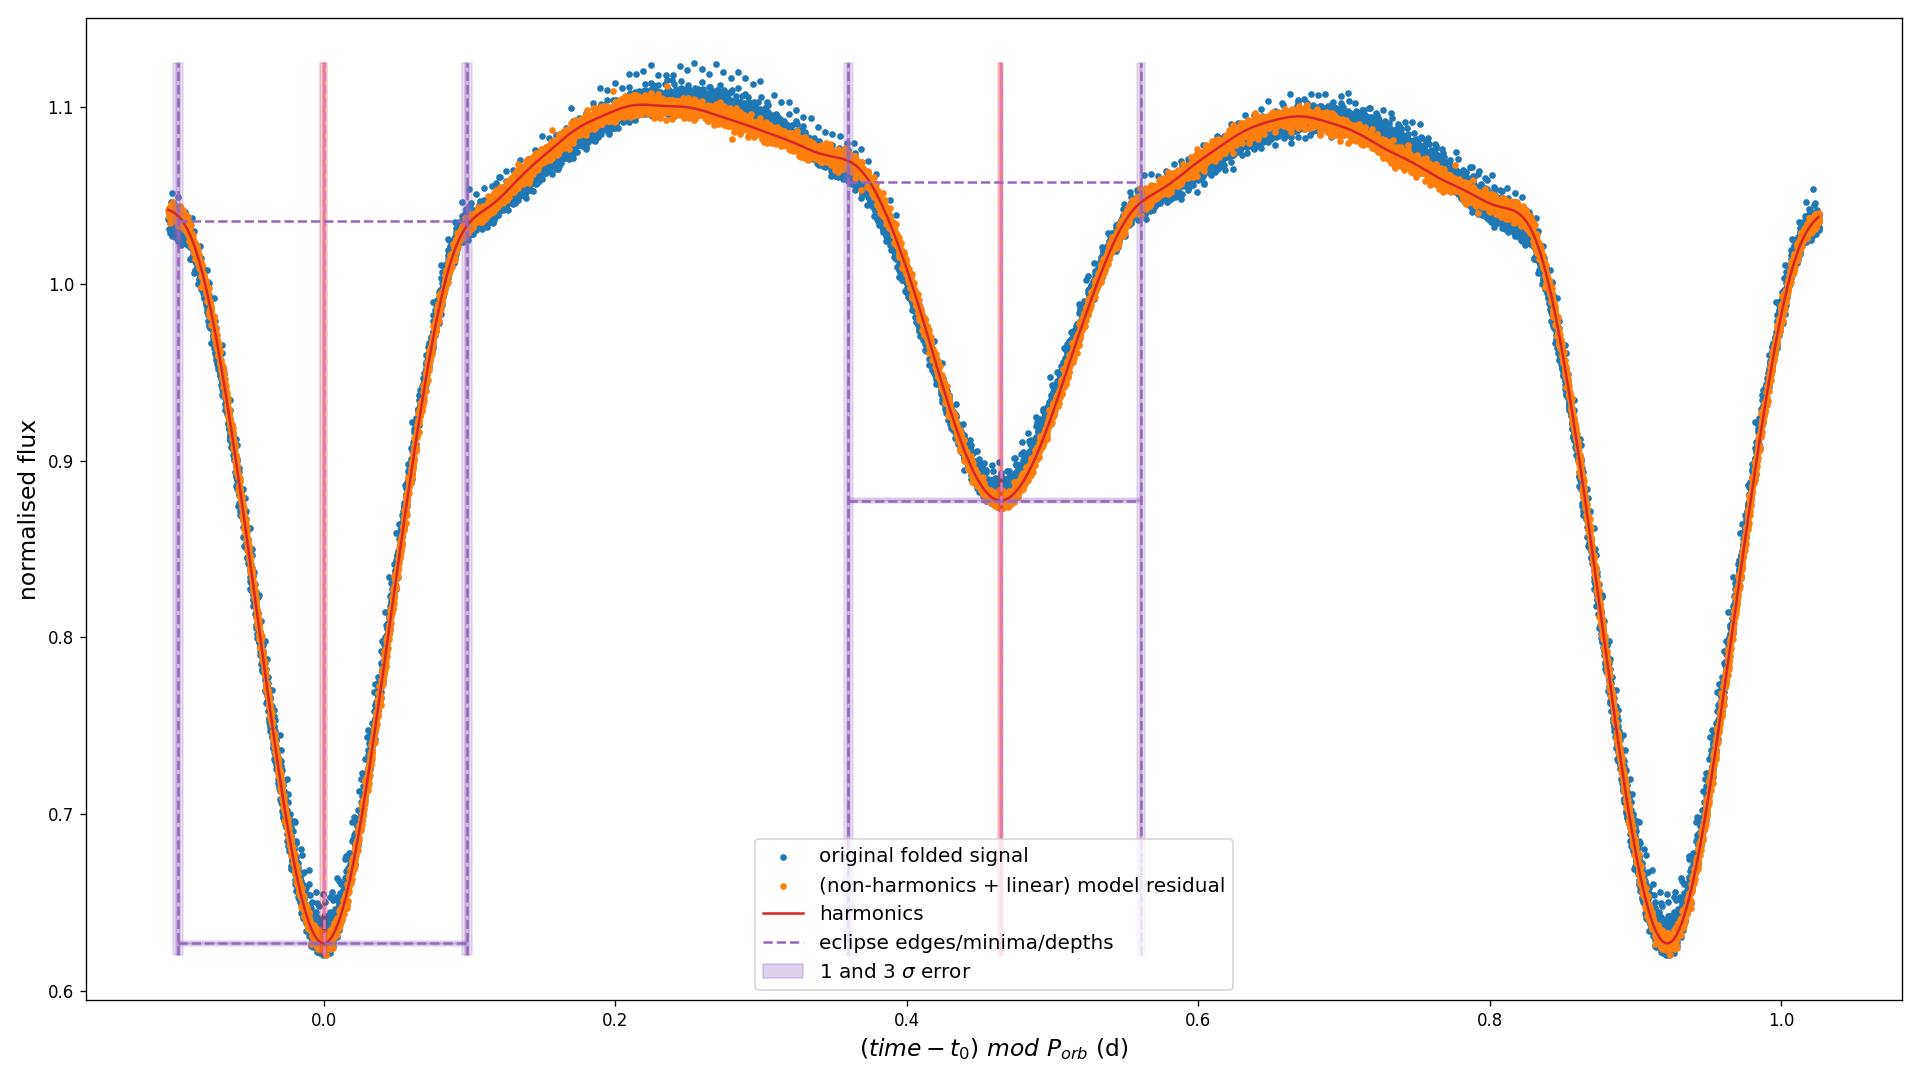 normalised flux
1.1
1.0
0.9
0.8
0.7
0.6
0.0
0.2
0.4
0.6
0.8
1.0
(time − t₀) mod Pₒᵣb (d)
original folded signal
(non-harmonics + linear) model residual
harmonics
eclipse edges/minima/depths
1 and 3 σ error